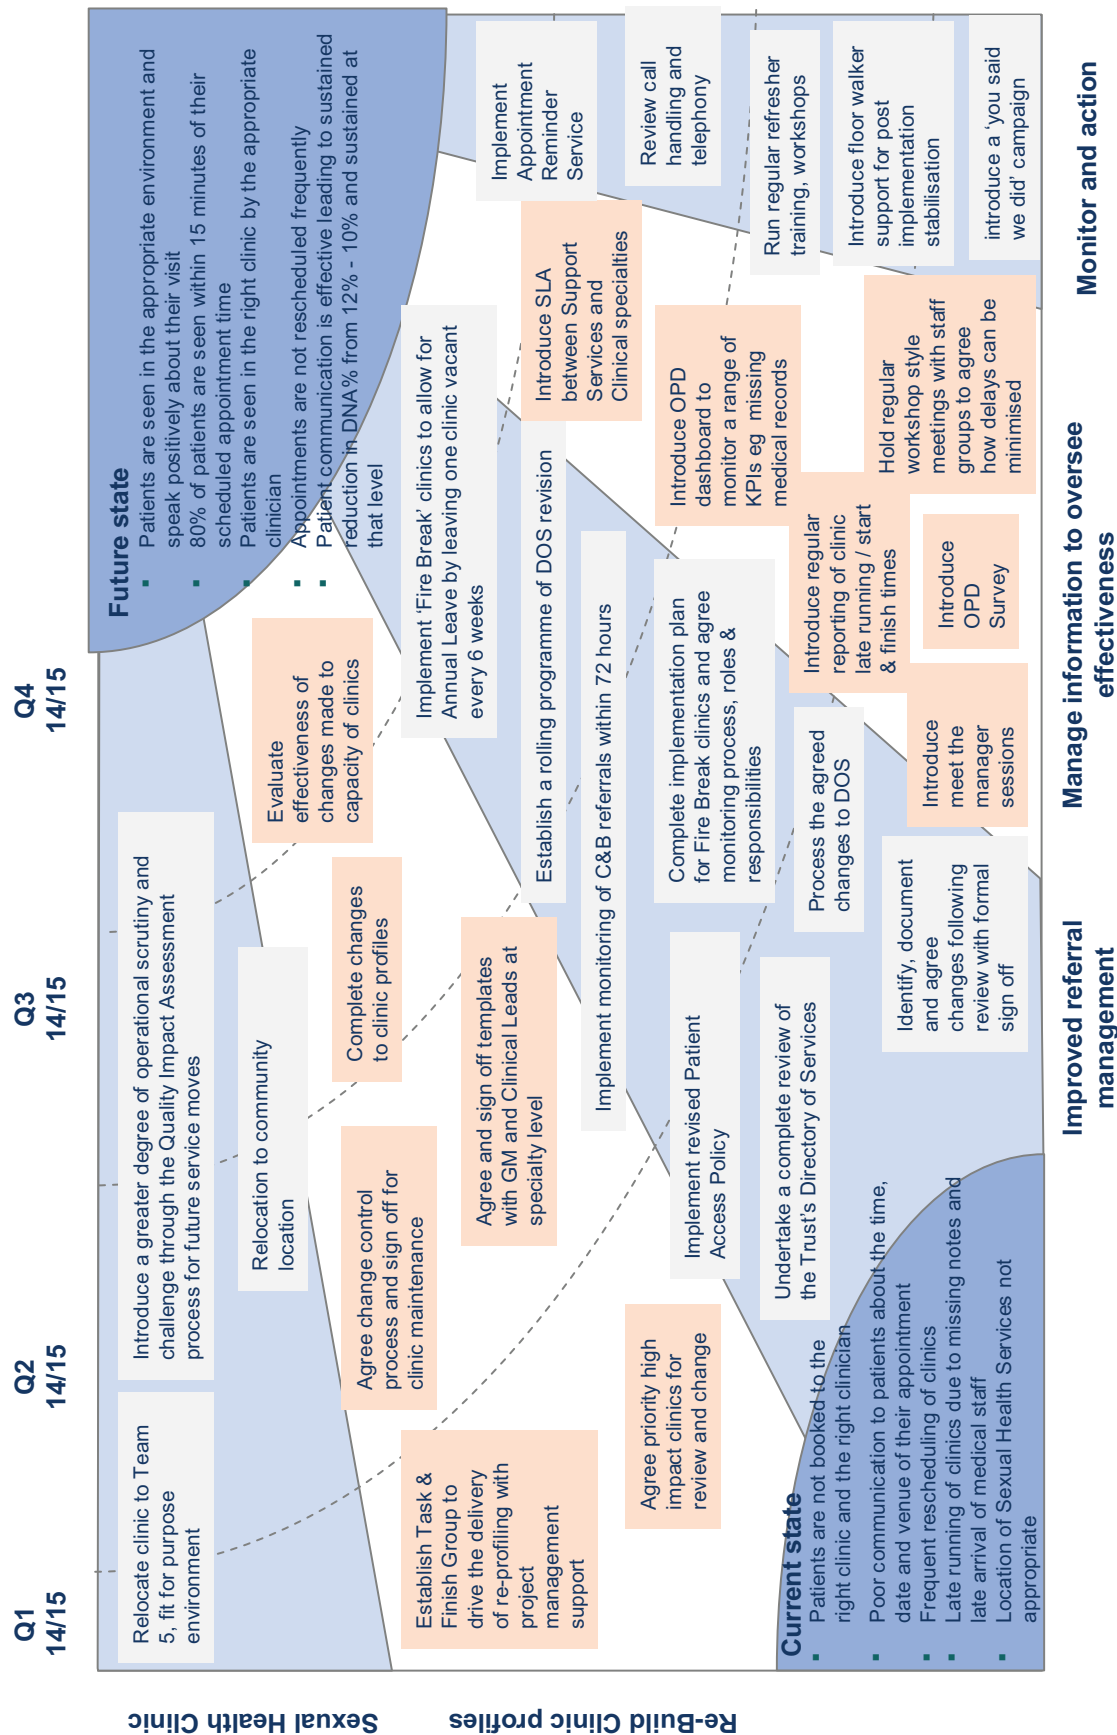 Q1
14/15
Q2
14/15
Q3
14/15
Q4
14/15
Sexual Health Clinic
Re-Build Clinic profiles
Relocate clinic to Team
5, fit for purpose
environment
Introduce a greater degree of operational scrutiny and
challenge through the Quality Impact Assessment
process for future service moves
Relocation to community
location
Future state
Patients are seen in the appropriate environment and
speak positively about their visit
80% of patients are seen within 15 minutes of their
scheduled appointment time
Patients are seen in the right clinic by the appropriate
clinician
Appointments are not rescheduled frequently
Patient communication is effective leading to sustained
reduction in DNA% from 12% - 10% and sustained at
that level
Evaluate
effectiveness of
changes made to
capacity of clinics
Complete changes
to clinic profiles
Agree change control
process and sign off for
clinic maintenance
Agree and sign off templates
with GM and Clinical Leads at
specialty level
Establish Task &
Finish Group to
drive the delivery
of re-profiling with
project
management
support
Agree priority high
impact clinics for
review and change
Implement ‘Fire Break’ clinics to allow for
Annual Leave by leaving one clinic vacant
every 6 weeks
Establish a rolling programme of DOS revision
Implement monitoring of C&B referrals within 72 hours
Complete implementation plan
for Fire Break clinics and agree
monitoring process, roles &
responsibilities
Implement revised Patient
Access Policy
Undertake a complete review of
the Trust’s Directory of Services
Process the agreed
changes to DOS
Identify, document
and agree
changes following
review with formal
sign off
Implement
Appointment
Reminder
Service
Review call
handling and
telephony
Run regular refresher
training, workshops
Introduce floor walker
support for post
implementation
stabilisation
introduce a ‘you said
we did’ campaign
Introduce SLA
between Support
Services and
Clinical specialties
Introduce OPD
dashboard to
monitor a range of
KPIs eg missing
medical records
Introduce regular
reporting of clinic
late running / start
& finish times
Hold regular
workshop style
meetings with staff
groups to agree
how delays can be
minimised
Introduce
OPD
Survey
Introduce
meet the
manager
sessions
Current state
Patients are not booked to the
right clinic and the right clinician
Poor communication to patients about the time,
date and venue of their appointment
Frequent rescheduling of clinics
Late running of clinics due to missing notes and
late arrival of medical staff
Location of Sexual Health Services not
appropriate
Improved referral
management
Manage information to oversee
effectiveness
Monitor and action